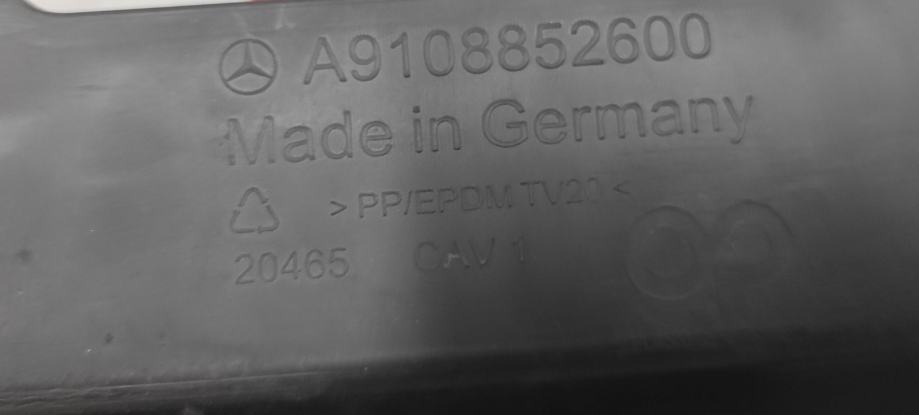 A9108852600
Made in Germany
>PP/EPDM TV20<
20465 CAV 1